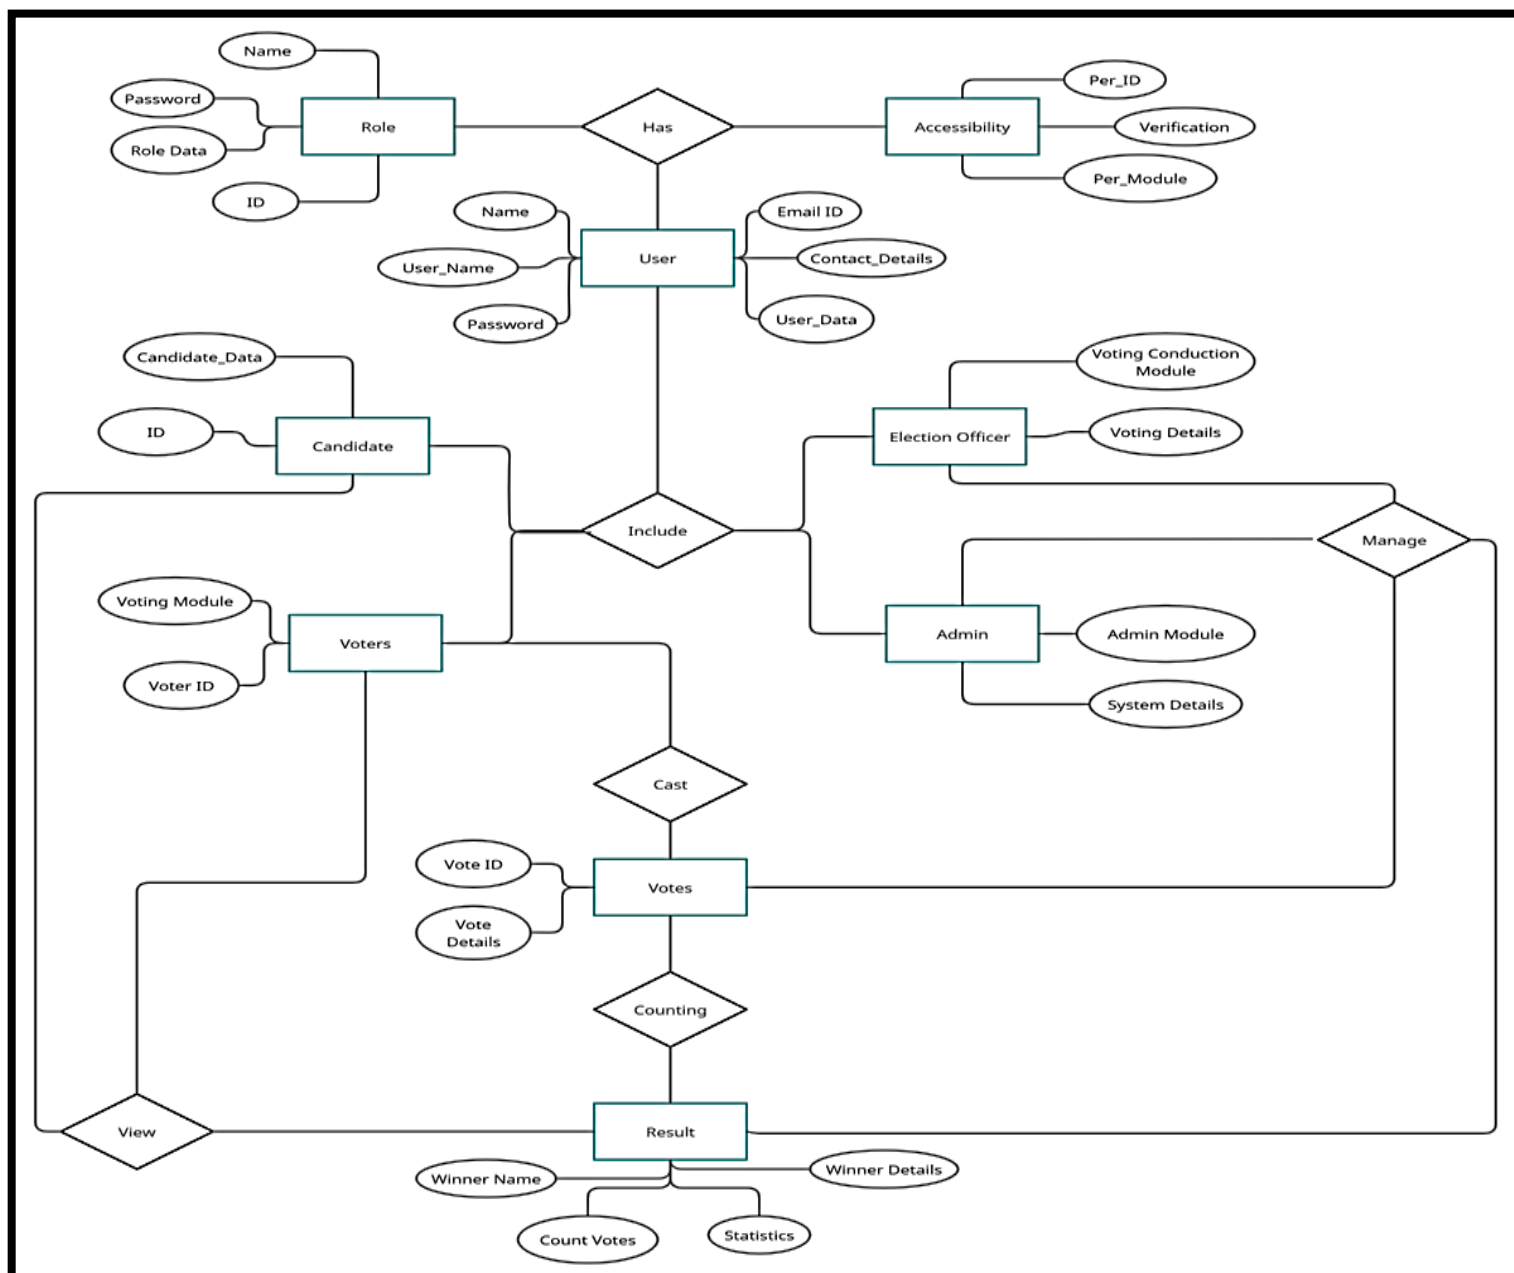 Name
Password
Role Data
ID
Role
Has
Accessibility
Per_ID
Verification
Per_Module
Name
User_Name
Password
User
Email ID
Contact_Details
User_Data
Candidate_Data
ID
Candidate
Include
Election Officer
Voting Conduction
Module
Voting Details
Manage
Voting Module
Voter ID
Voters
Admin
Admin Module
System Details
Cast
Vote ID
Vote
Details
Votes
Counting
View
Result
Winner Name
Winner Details
Count Votes
Statistics